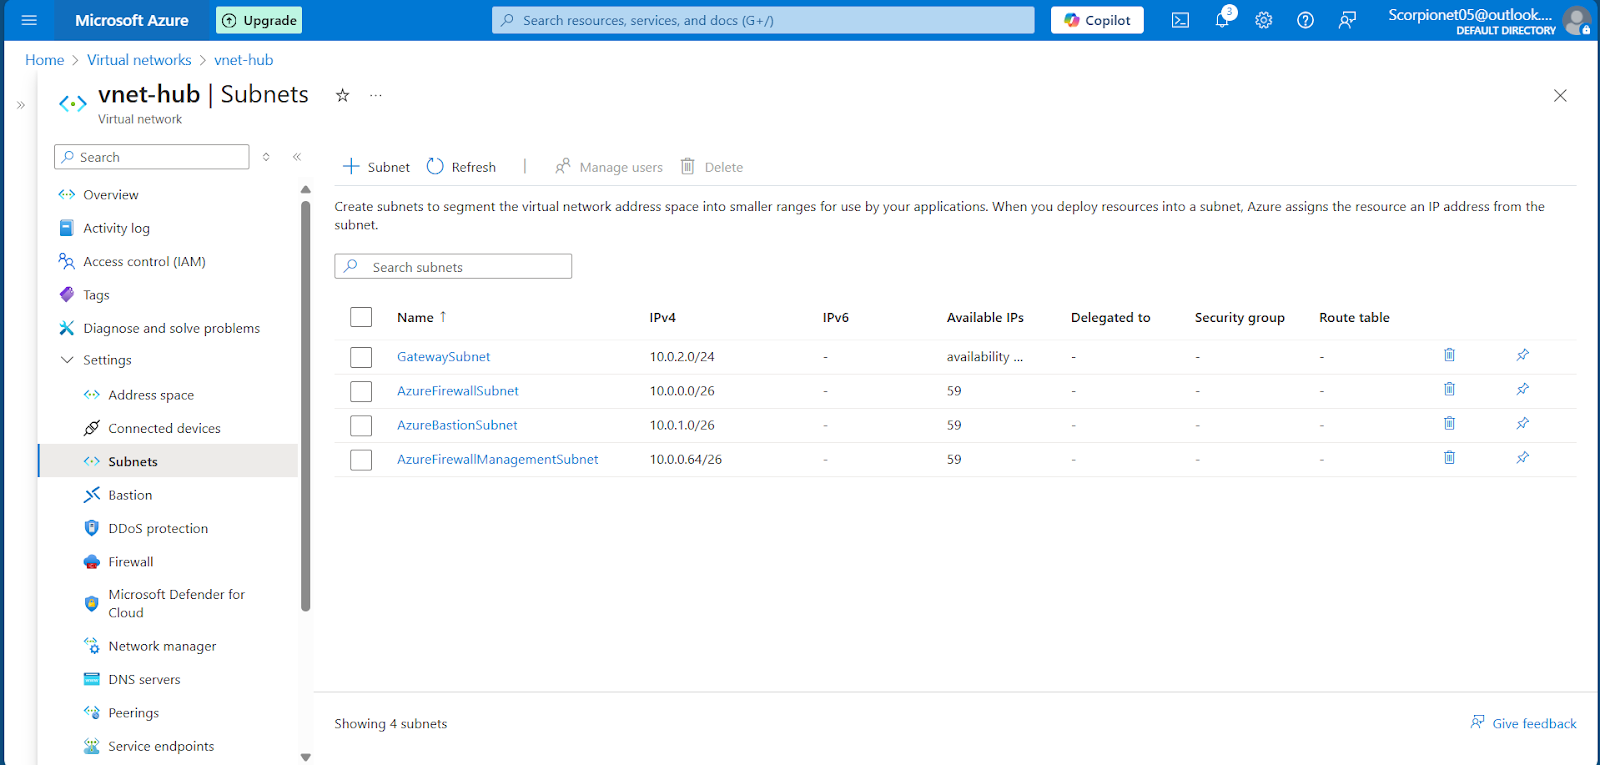 Microsoft Azure
Upgrade
Search resources, services, and docs (G+/)
Copilot
3
Scorpionet05@outlook....
DEFAULT DIRECTORY
Home > Virtual networks > vnet-hub
vnet-hub | Subnets
Virtual network
Search
Subnet
Refresh
Manage users
Delete
Overview
Activity log
Access control (IAM)
Tags
Diagnose and solve problems
Settings
Address space
Connected devices
Subnets
Bastion
DDoS protection
Firewall
Microsoft Defender for
Cloud
Network manager
DNS servers
Peerings
Service endpoints
Create subnets to segment the virtual network address space into smaller ranges for use by your applications. When you deploy resources into a subnet, Azure assigns the resource an IP address from the
subnet.
Search subnets
Name ↑ IPv4 IPv6 Available IPs Delegated to Security group Route table
GatewaySubnet 10.0.2.0/24 - availability ... - - -
AzureFirewallSubnet 10.0.0.0/26 - 59 - - -
AzureBastionSubnet 10.0.1.0/26 - 59 - - -
AzureFirewallManagementSubnet 10.0.0.64/26 - 59 - - -
Showing 4 subnets
Give feedback